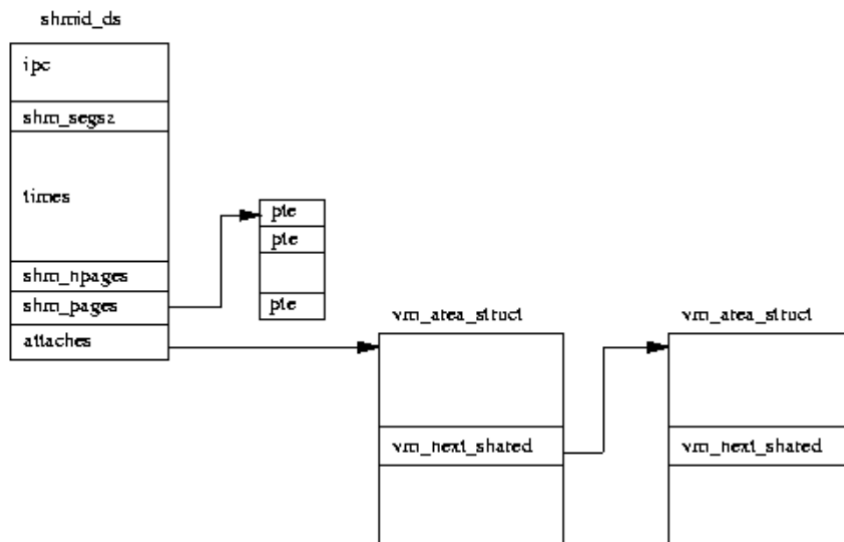 shmid_ds
ipc
shm_segsz
times
pte
pte
shm_npages
shm_pages
pte
vm_area_struct
vm_area_struct
attaches
vm_next_shared
vm_next_shared